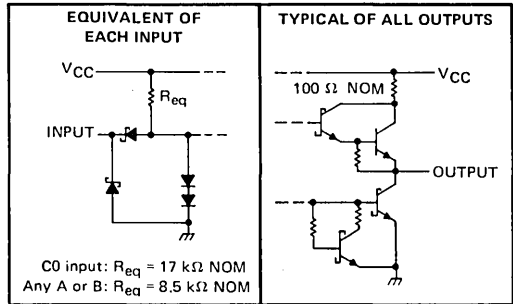 EQUIVALENT OF
EACH INPUT
VCC
Req
INPUT
C0 input: Req = 17 kΩ NOM
Any A or B: Req = 8.5 kΩ NOM
TYPICAL OF ALL OUTPUTS
VCC
100 Ω NOM
OUTPUT